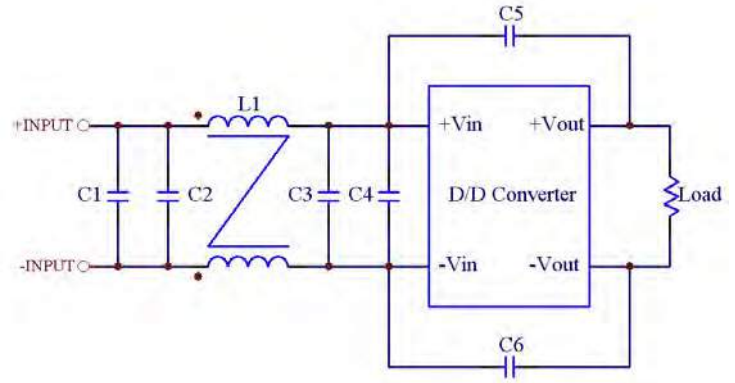 C5
L1
+INPUT
+Vin
+Vout
C1
C2
C3
C4
D/D Converter
Load
-INPUT
-Vin
-Vout
C6